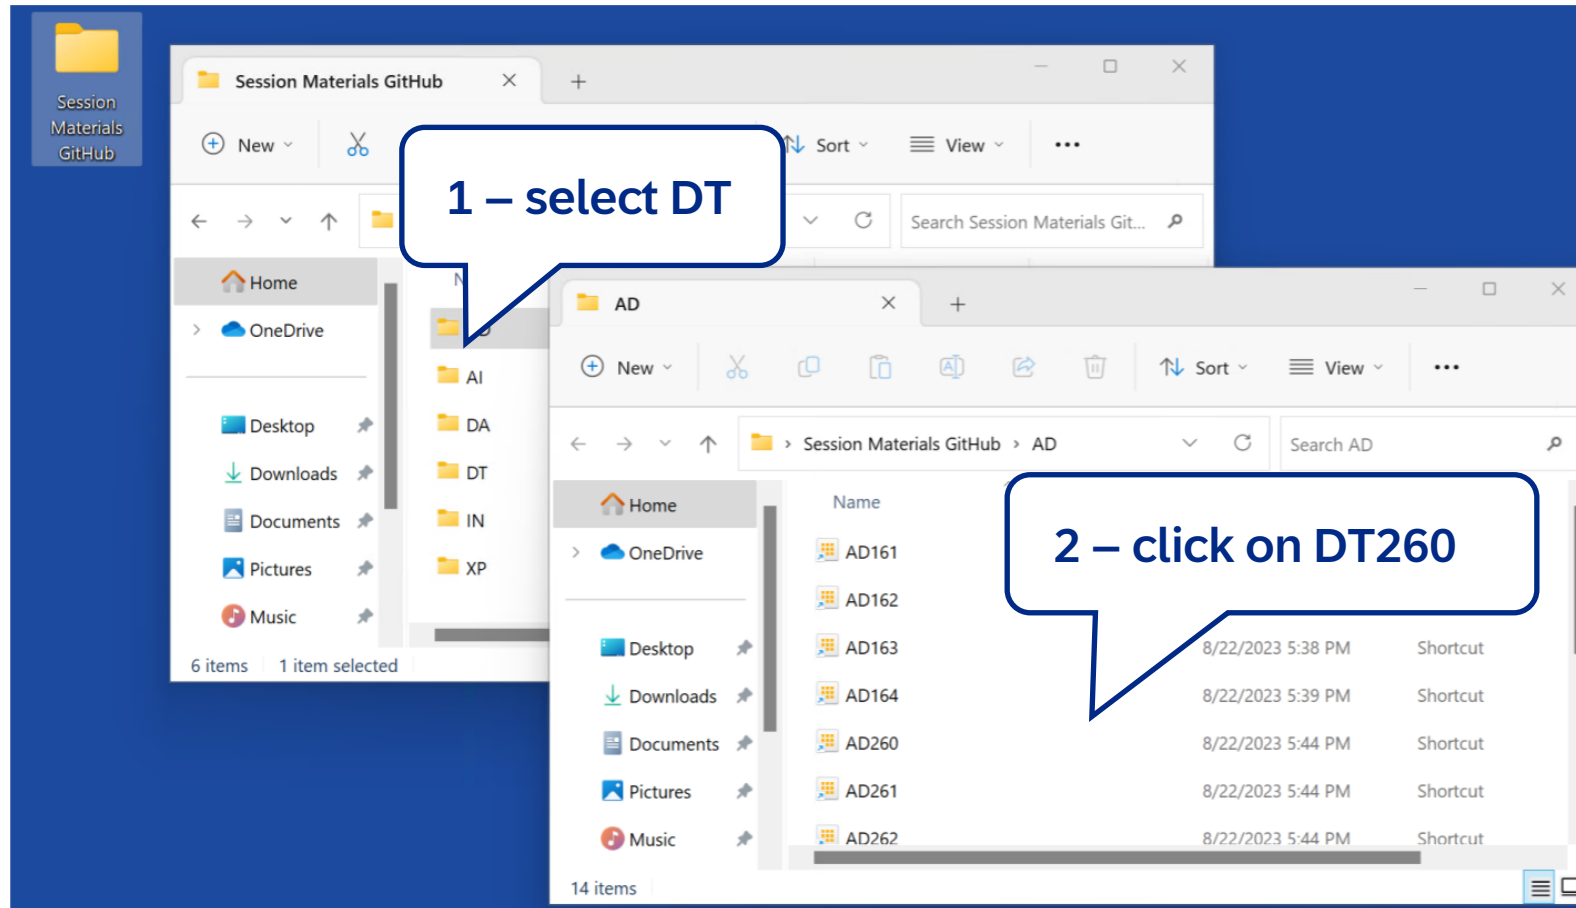 Session
Materials
GitHub
Session Materials GitHub
New
Sort
View
1 – select DT
Search Session Materials Git...
Home
OneDrive
Desktop
Downloads
Documents
Pictures
Music
AI
DA
DT
IN
XP
6 items 1 item selected
AD
New
Sort
View
Session Materials GitHub > AD
Search AD
Home
OneDrive
Desktop
Downloads
Documents
Pictures
Music
Name
2 – click on DT260
AD161
AD162
AD163 8/22/2023 5:38 PM Shortcut
AD164 8/22/2023 5:39 PM Shortcut
AD260 8/22/2023 5:44 PM Shortcut
AD261 8/22/2023 5:44 PM Shortcut
AD262 8/22/2023 5:44 PM Shortcut
14 items